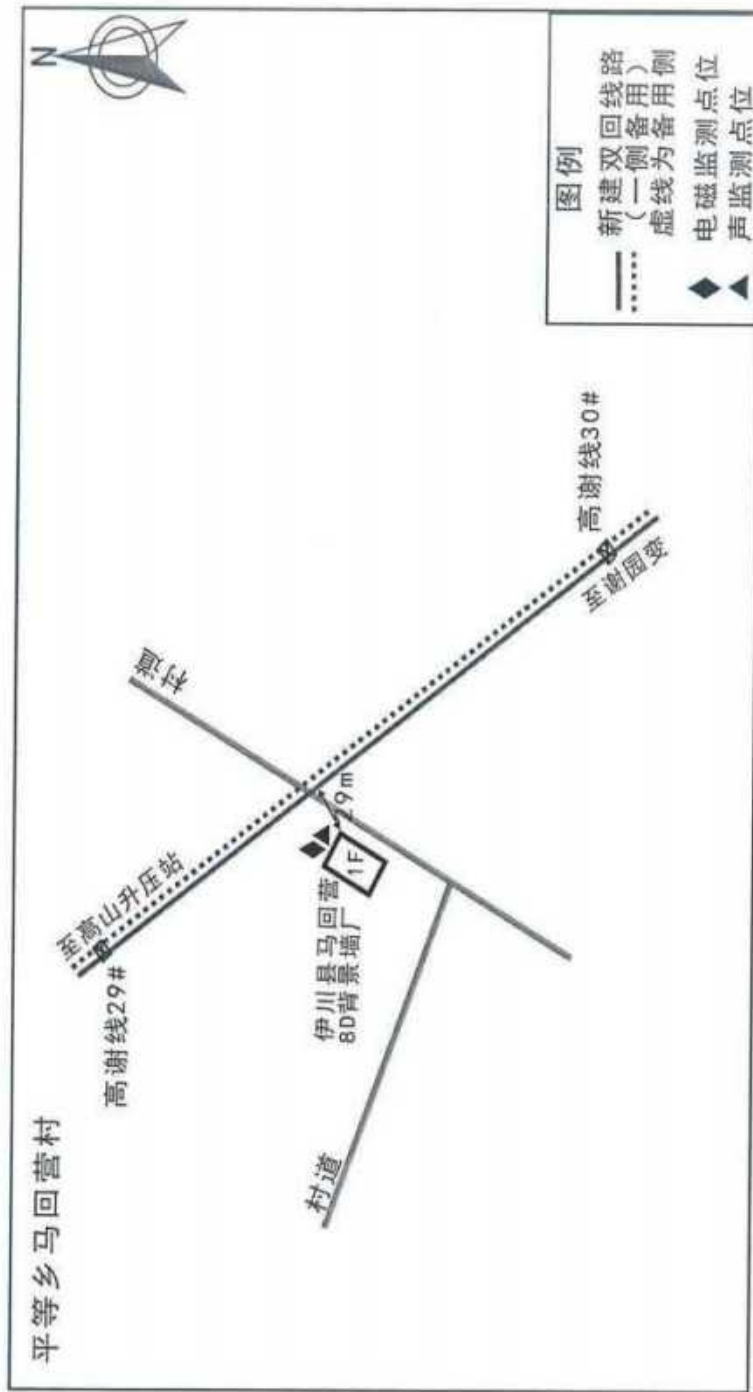 平等乡马回营村
N
高谢线29#
至高山升压站
村道
伊川县马回营
8D背景墙厂
1F
29m
村道
高谢线30#
至谢园变
图例
新建双回线路
（一侧备用）
虚线为备用侧
电磁监测点位
声监测点位